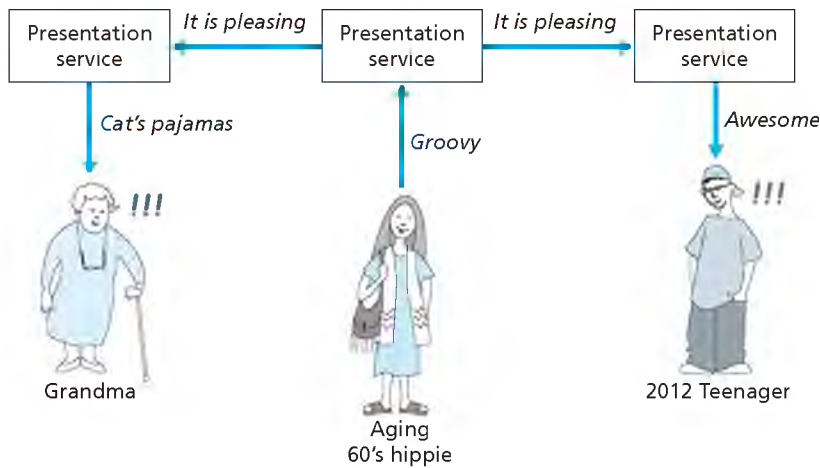 It is pleasing
It is pleasing
Presentation
service
Presentation
service
Presentation
service
Cat's pajamas
Groovy
Awesome
!!!
!!!
Grandma
Aging
60's hippie
2012 Teenager